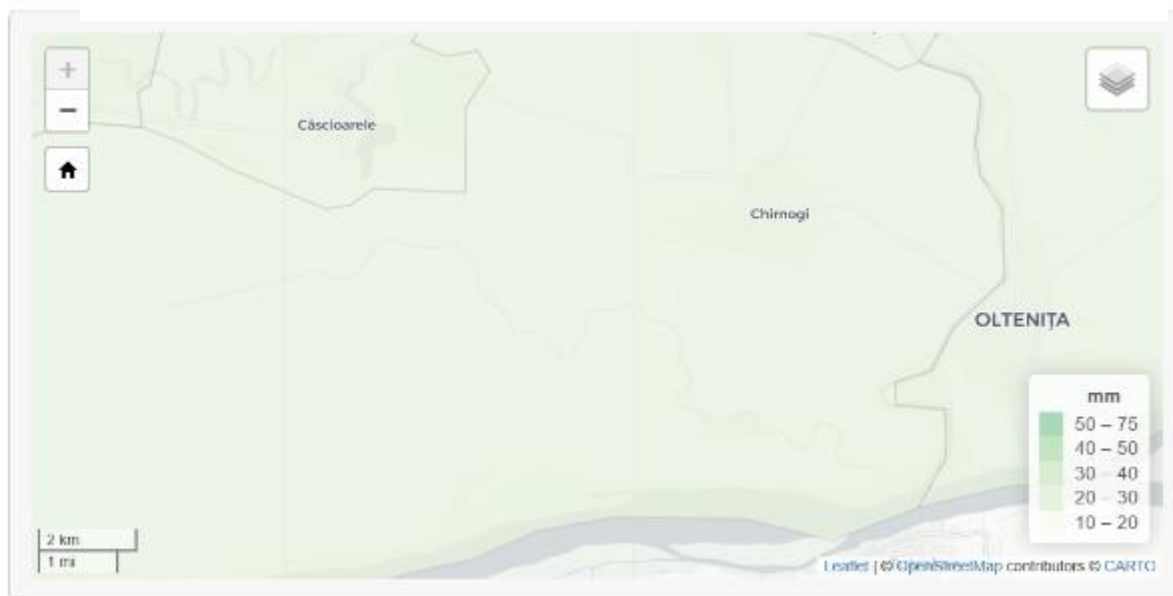 +
−
Căscioarele
Chirnogi
OLTENIȚA
mm
50 – 75
40 – 50
30 – 40
20 – 30
10 – 20
2 km
1 mi
Leaflet | © OpenStreetMap contributors © CARTO